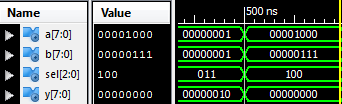 Name Value 500 ns
a[7:0] 00001000 00000001 00001000
b[7:0] 00000111 00000001 00000111
sel[2:0] 100 011 100
y[7:0] 00000000 00000010 00000000